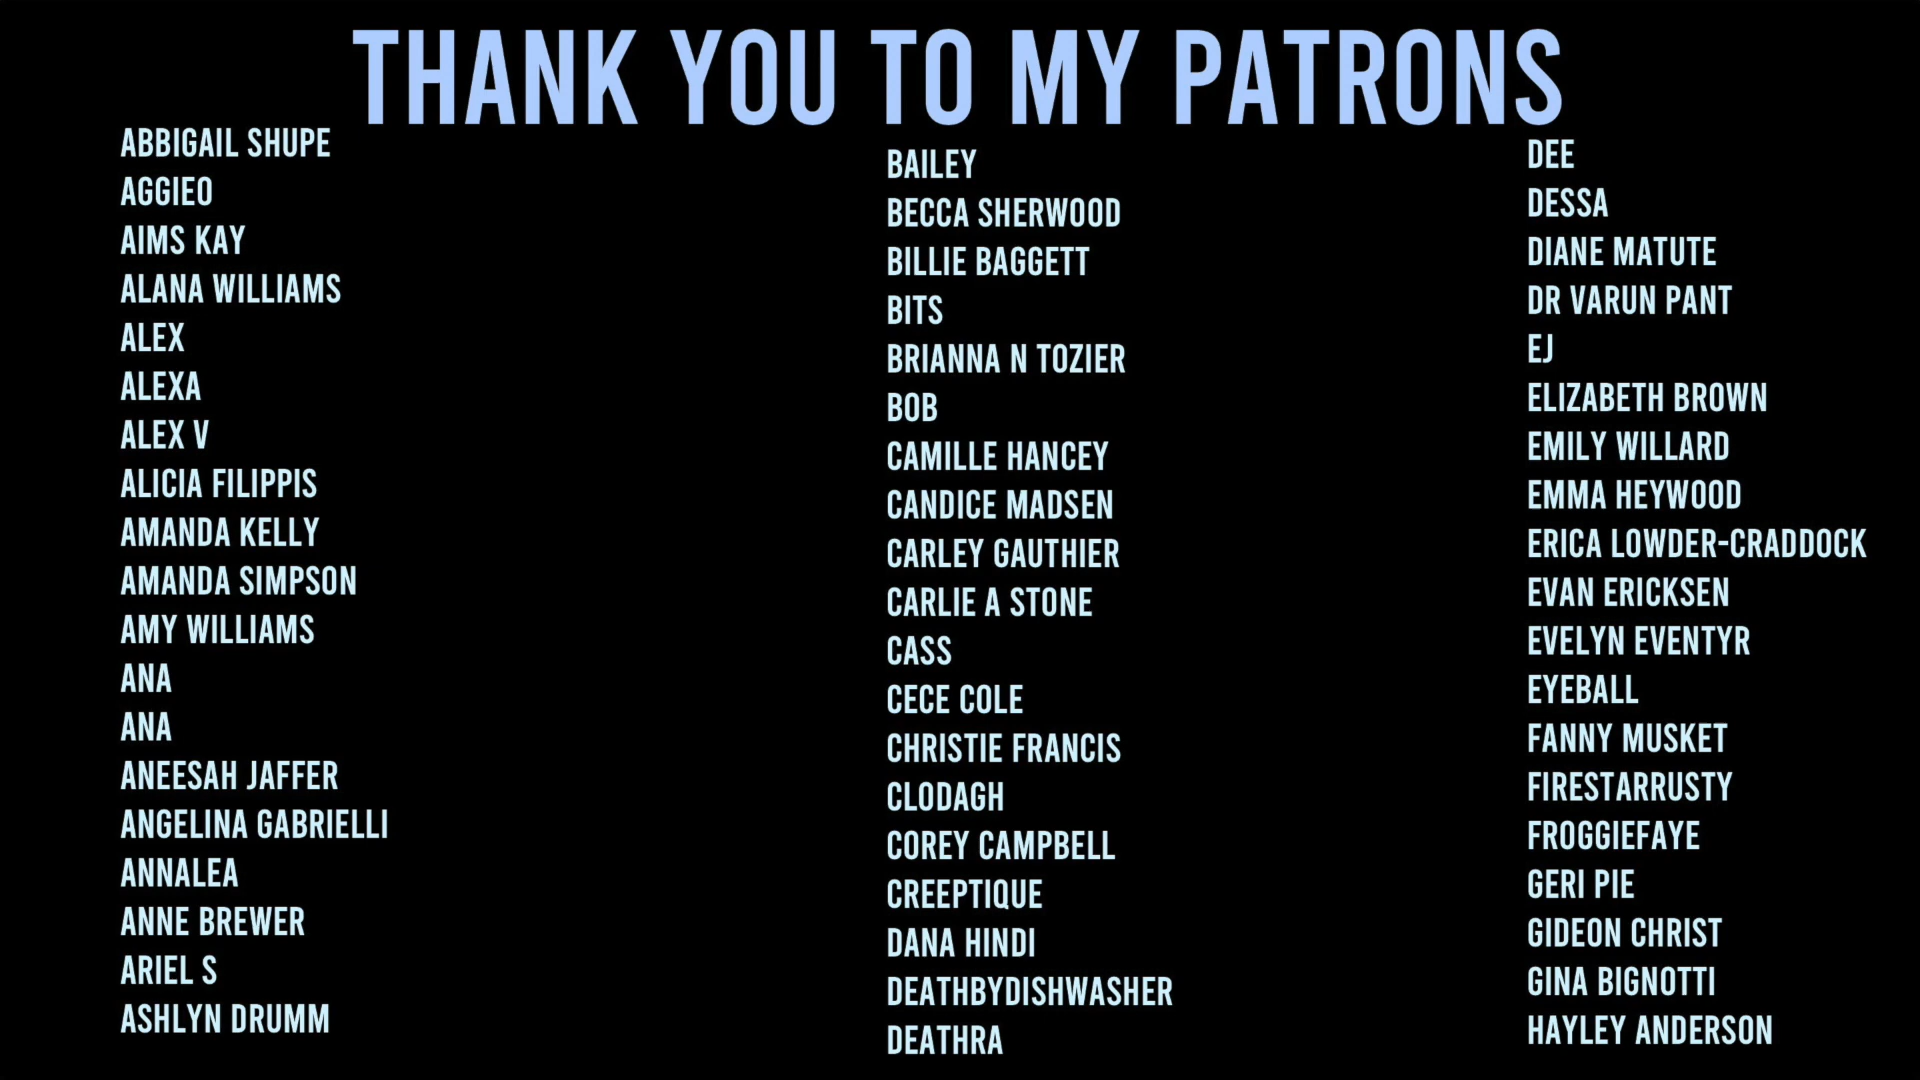 THANK YOU TO MY PATRONS
ABBIGAIL SHUPE
AGGIEO
AIMS KAY
ALANA WILLIAMS
ALEX
ALEXA
ALEX V
ALICIA FILIPPIS
AMANDA KELLY
AMANDA SIMPSON
AMY WILLIAMS
ANA
ANA
ANEESAH JAFFER
ANGELINA GABRIELLI
ANNALEA
ANNE BREWER
ARIEL S
ASHLYN DRUMM
BAILEY
BECCA SHERWOOD
BILLIE BAGGETT
BITS
BRIANNA N TOZIER
BOB
CAMILLE HANCEY
CANDICE MADSEN
CARLEY GAUTHIER
CARLIE A STONE
CASS
CECE COLE
CHRISTIE FRANCIS
CLODAGH
COREY CAMPBELL
CREEPTIQUE
DANA HINDI
DEATHBYDISHWASHER
DEATHRA
DEE
DESSA
DIANE MATUTE
DR VARUN PANT
EJ
ELIZABETH BROWN
EMILY WILLARD
EMMA HEYWOOD
ERICA LOWDER-CRADDOCK
EVAN ERICKSEN
EVELYN EVENTYR
EYEBALL
FANNY MUSKET
FIRESTARRUSTY
FROGGIEFAYE
GERI PIE
GIDEON CHRIST
GINA BIGNOTTI
HAYLEY ANDERSON